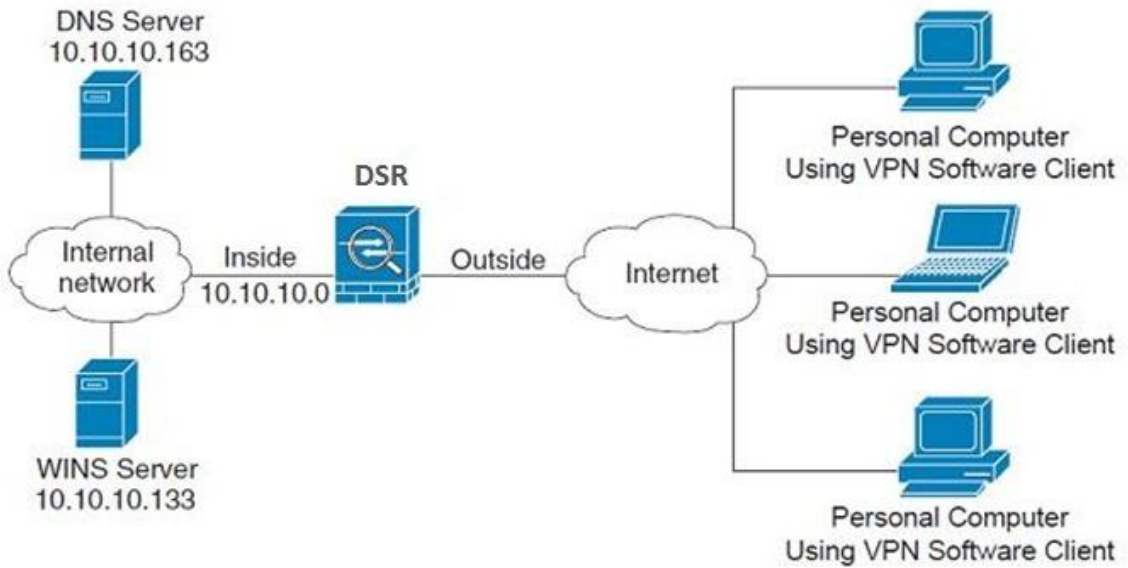 DNS Server
10.10.10.163
DSR
Internal
network
Inside
10.10.10.0
Outside
Internet
WINS Server
10.10.10.133
Personal Computer
Using VPN Software Client
Personal Computer
Using VPN Software Client
Personal Computer
Using VPN Software Client